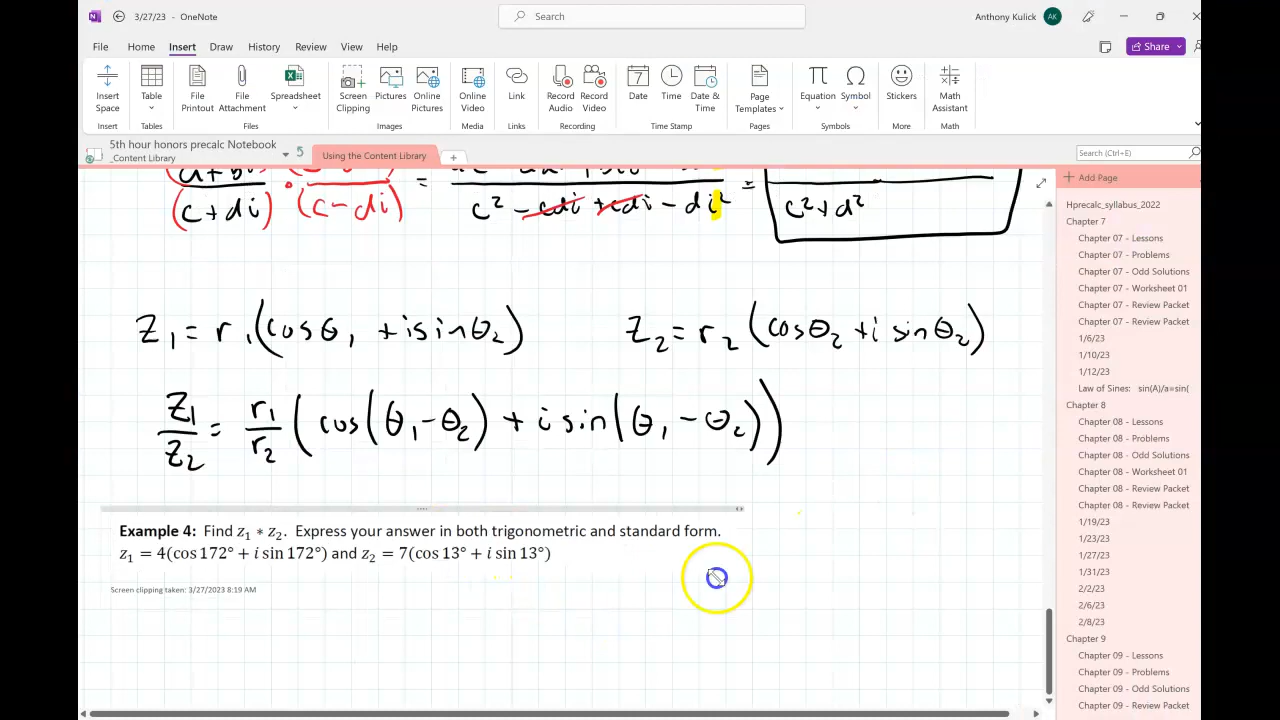 3/27/23 - OneNote
Search
Anthony Kulick AK
File Home Insert Draw History Review View Help
Share
Insert Space
Table
File Printout
File Attachment
Spreadsheet
Screen Clipping
Pictures
Online Pictures
Online Video
Link
Record Audio
Record Video
Date
Time
Date & Time
Page Templates
Equation
Symbol
Stickers
Math Assistant
Insert Tables Files Images Media Links Recording Time Stamp Pages Symbols More Math
5th hour honors precalc Notebook
_Content Library
Using the Content Library
Search (Ctrl+E)
Add Page
Hprecalc_syllabus_2022
Chapter 7
Chapter 07 - Lessons
Chapter 07 - Problems
Chapter 07 - Odd Solutions
Chapter 07 - Worksheet 01
Chapter 07 - Review Packet
Chapter 07 - Review Packet
1/6/23
1/10/23
1/12/23
Law of Sines: sin(A)/a=sin(
Chapter 8
Chapter 08 - Lessons
Chapter 08 - Problems
Chapter 08 - Odd Solutions
Chapter 08 - Worksheet 01
Chapter 08 - Review Packet
Chapter 08 - Review Packet
1/19/23
1/23/23
1/27/23
1/31/23
2/2/23
2/6/23
2/8/23
Chapter 9
Chapter 09 - Lessons
Chapter 09 - Problems
Chapter 09 - Odd Solutions
Chapter 09 - Review Packet
(c+di) • (c-di) = c² - cdi + cdi - di² = c² + d²
z₁ = r₁(cosθ₁ + i sinθ₂) z₂ = r₂(cosθ₂ + i sinθ₂)
z₁/z₂ = r₁/r₂ (cos(θ₁-θ₂) + i sin(θ₁-θ₂))
Example 4: Find z₁ * z₂. Express your answer in both trigonometric and standard form.
z₁ = 4(cos 172° + i sin 172°) and z₂ = 7(cos 13° + i sin 13°)
Screen clipping taken: 3/27/2023 8:19 AM